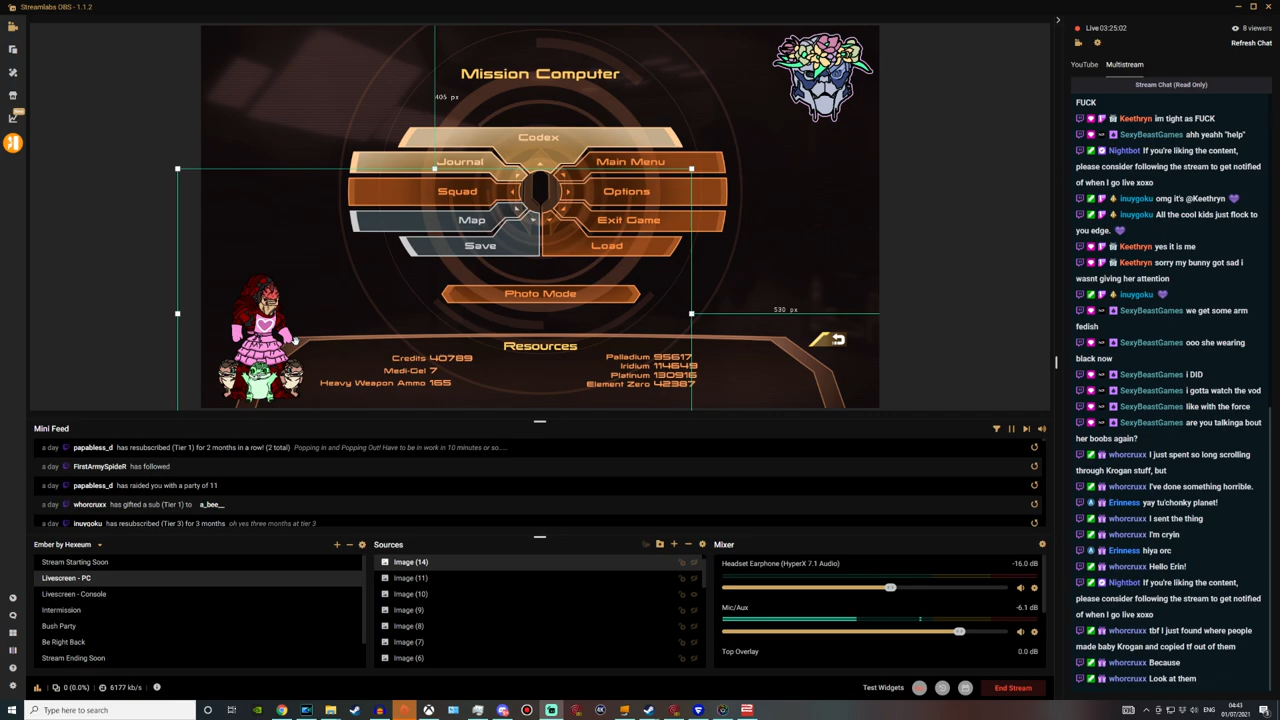 Streamlabs OBS - 1.1.2
Mission Computer
405 px
Codex
Journal
Main Menu
Squad
Options
Map
Exit Game
Save
Load
Photo Mode
530 px
Resources
Credits 40789
Medi-Gel 7
Heavy Weapon Ammo 165
Palladium 95617
Iridium 114649
Platinum 130916
Element Zero 42387
Mini Feed
a day papabless_d has resubscribed (Tier 1) for 2 months in a row! (2 total) Popping in and Popping Out! Have to be in work in 10 minutes or so.....
a day FirstArmySpideR has followed
a day papabless_d has raided you with a party of 11
a day whorcruxx has gifted a sub (Tier 1) to a_bee__
a day inuygoku has resubscribed (Tier 3) for 3 months oh yes three months at tier 3
Ember by Hexeum
Stream Starting Soon
Livescreen - PC
Livescreen - Console
Intermission
Bush Party
Be Right Back
Stream Ending Soon
Sources
Image (14)
Image (11)
Image (10)
Image (9)
Image (8)
Image (7)
Image (6)
Mixer
Headset Earphone (HyperX 7.1 Audio) -16.0 dB
Mic/Aux -6.1 dB
Top Overlay 0.0 dB
0 (0.0%) 6177 kb/s
Test Widgets
End Stream
Live 03:25:02
8 viewers
Refresh Chat
YouTube Multistream
Stream Chat (Read Only)
FUCK
Keethryn im tight as FUCK
SexyBeastGames ahh yeahh "help"
Nightbot If you're liking the content,
please consider following the stream to get notified
of when I go live xoxo
inuygoku omg it's @Keethryn
inuygoku All the cool kids just flock to
you edge.
Keethryn yes it is me
Keethryn sorry my bunny got sad i
wasnt giving her attention
inuygoku
SexyBeastGames we get some arm
fedish
SexyBeastGames ooo she wearing
black now
SexyBeastGames i DID
SexyBeastGames i gotta watch the vod
SexyBeastGames like with the force
SexyBeastGames are you talkinga bout
her boobs again?
whorcruxx I just spent so long scrolling
through Krogan stuff, but
whorcruxx I've done something horrible.
Erinness yay tu'chonky planet!
whorcruxx I sent the thing
whorcruxx I'm cryin
Erinness hiya orc
whorcruxx Hello Erin!
Nightbot If you're liking the content,
please consider following the stream to get notified
of when I go live xoxo
whorcruxx tbf I just found where people
made baby Krogan and copied tf out of them
whorcruxx Because
whorcruxx Look at them
Type here to search
04:43
01/07/2021